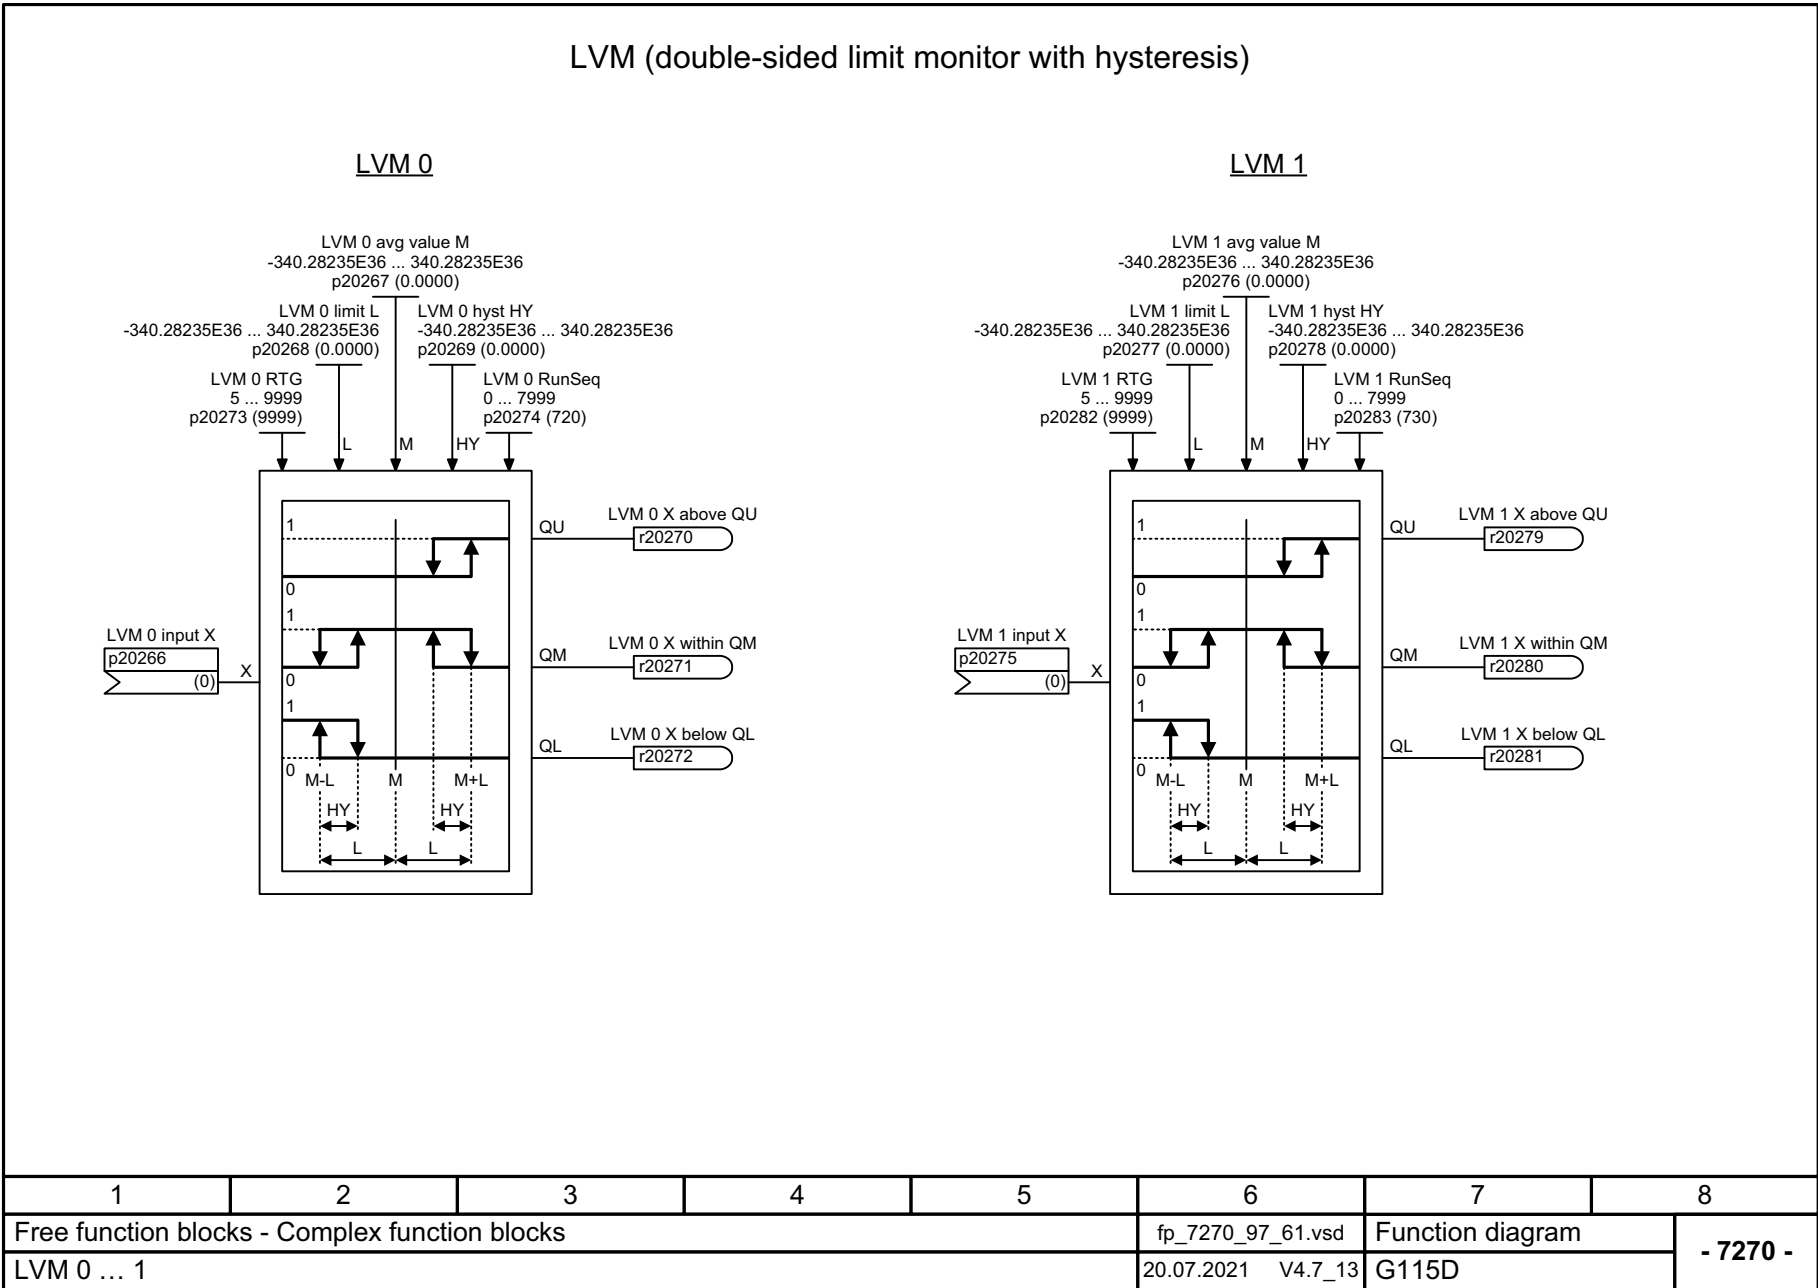 LVM (double-sided limit monitor with hysteresis)
LVM 0
LVM 0 avg value M
-340.28235E36 ... 340.28235E36
p20267 (0.0000)
LVM 0 limit L
-340.28235E36 ... 340.28235E36
p20268 (0.0000)
LVM 0 hyst HY
-340.28235E36 ... 340.28235E36
p20269 (0.0000)
LVM 0 RTG
5 ... 9999
p20273 (9999)
LVM 0 RunSeq
0 ... 7999
p20274 (720)
L
M
HY
1
0
1
0
1
0
LVM 0 input X
p20266
(0)
X
QU
LVM 0 X above QU
r20270
QM
LVM 0 X within QM
r20271
QL
LVM 0 X below QL
r20272
M-L
M
M+L
HY
HY
L
L
LVM 1
LVM 1 avg value M
-340.28235E36 ... 340.28235E36
p20276 (0.0000)
LVM 1 limit L
-340.28235E36 ... 340.28235E36
p20277 (0.0000)
LVM 1 hyst HY
-340.28235E36 ... 340.28235E36
p20278 (0.0000)
LVM 1 RTG
5 ... 9999
p20282 (9999)
LVM 1 RunSeq
0 ... 7999
p20283 (730)
L
M
HY
1
0
1
0
1
0
LVM 1 input X
p20275
(0)
X
QU
LVM 1 X above QU
r20279
QM
LVM 1 X within QM
r20280
QL
LVM 1 X below QL
r20281
M-L
M
M+L
HY
HY
L
L
1 2 3 4 5 6 7 8
Free function blocks - Complex function blocks
fp_7270_97_61.vsd
Function diagram
- 7270 -
LVM 0 … 1
20.07.2021 V4.7_13
G115D